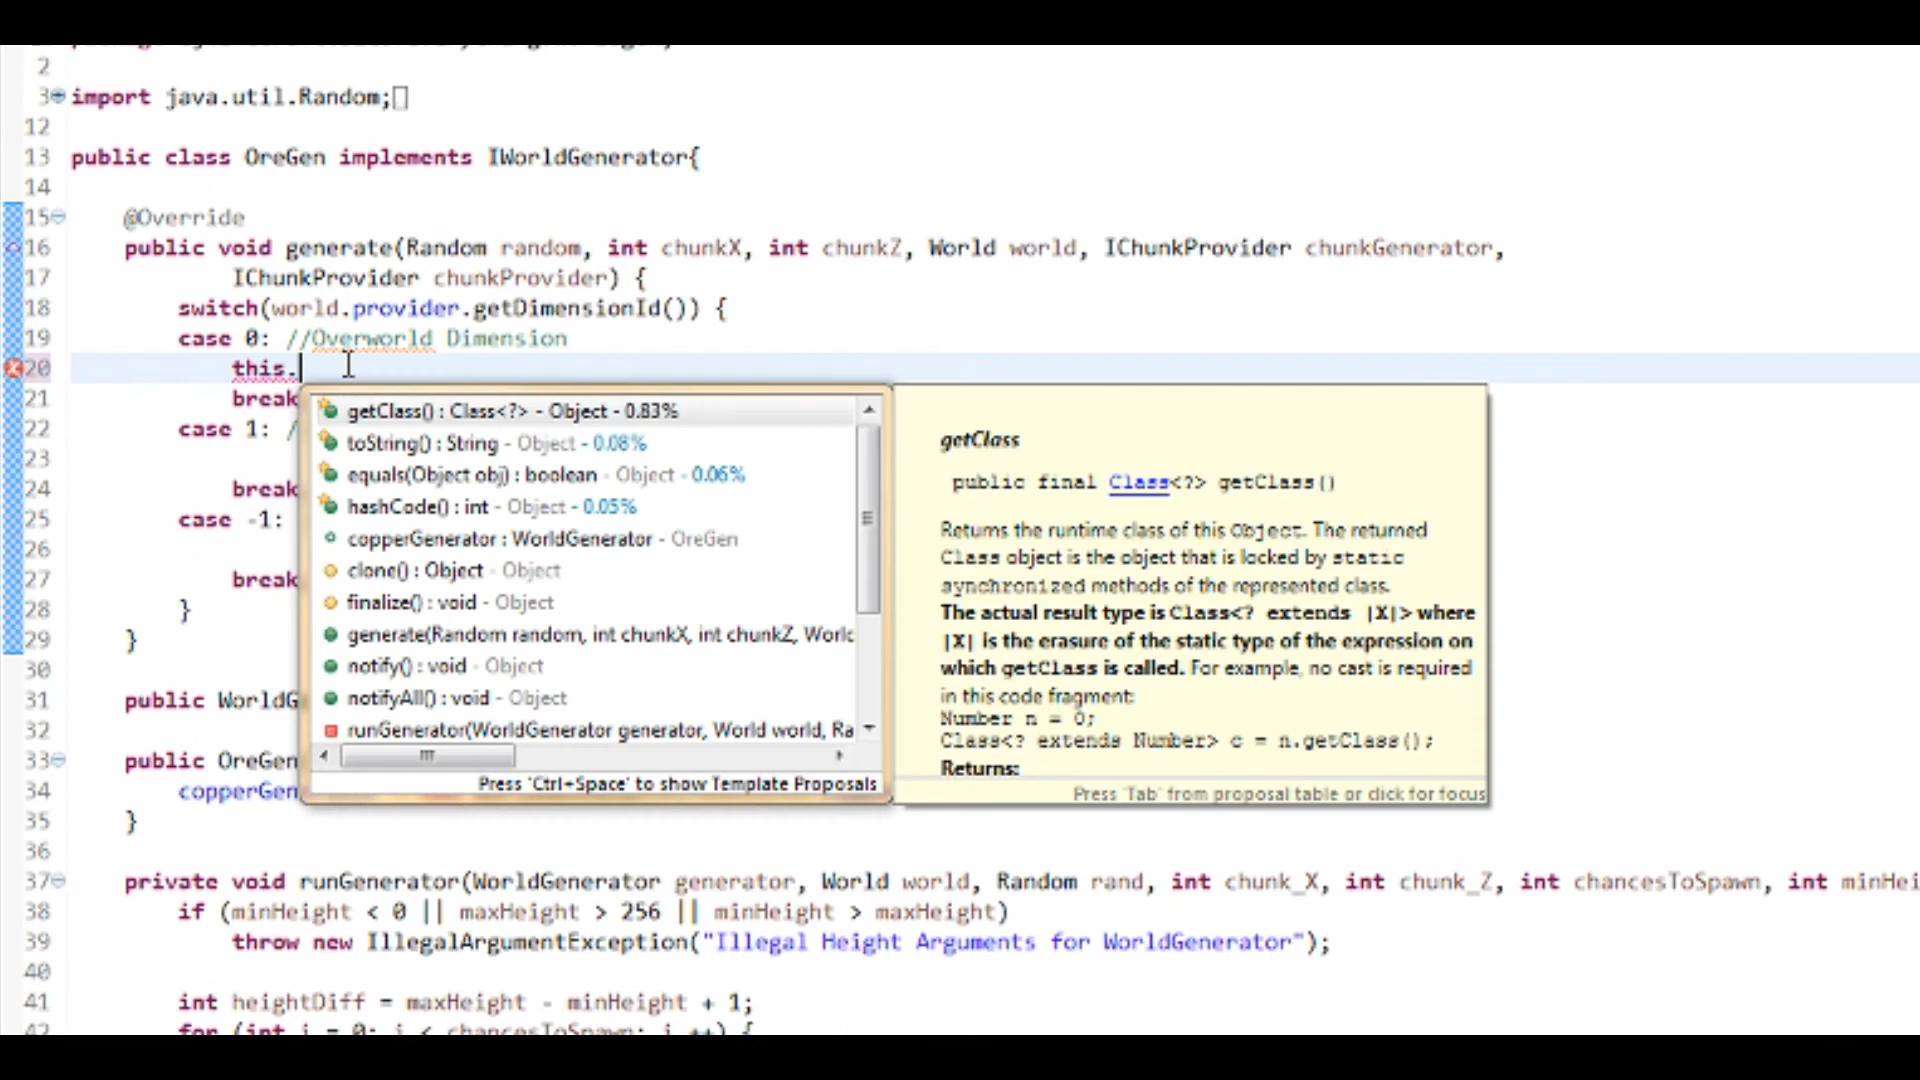 2
3 import java.util.Random;
12
13 public class OreGen implements IWorldGenerator{
14
15 @Override
16 public void generate(Random random, int chunkX, int chunkZ, World world, IChunkProvider chunkGenerator,
17 IChunkProvider chunkProvider) {
18 switch(world.provider.getDimensionId()) {
19 case 0: //Overworld Dimension
20 this.
21 break
22 case 1: /
23
24 break
25 case -1:
26
27 break
28 }
29 }
30
31 public WorldG
32
33 public OreGen
34 copperGen
35 }
36
37 private void runGenerator(WorldGenerator generator, World world, Random rand, int chunk_X, int chunk_Z, int chancesToSpawn, int minHei
38 if (minHeight < 0 || maxHeight > 256 || minHeight > maxHeight)
39 throw new IllegalArgumentException("Illegal Height Arguments for WorldGenerator");
40
41 int heightDiff = maxHeight - minHeight + 1;
42 for (int i = 0; i < chancesToSpawn; i ++) {
getClass() : Class<?> - Object - 0.83%
toString() : String - Object - 0.08%
equals(Object obj) : boolean - Object - 0.06%
hashCode() : int - Object - 0.05%
copperGenerator : WorldGenerator - OreGen
clone() : Object - Object
finalize() : void - Object
generate(Random random, int chunkX, int chunkZ, World
notify() : void - Object
notifyAll() : void - Object
runGenerator(WorldGenerator generator, World world, Ra
Press 'Ctrl+Space' to show Template Proposals
getClass
public final Class<?> getClass()
Returns the runtime class of this Object. The returned
Class object is the object that is locked by static
synchronized methods of the represented class.
The actual result type is Class<? extends |X|> where
|X| is the erasure of the static type of the expression on
which getClass is called. For example, no cast is required
in this code fragment:
Number n = 0;
Class<? extends Number> c = n.getClass();
Returns:
Press 'Tab' from proposal table or click for focus